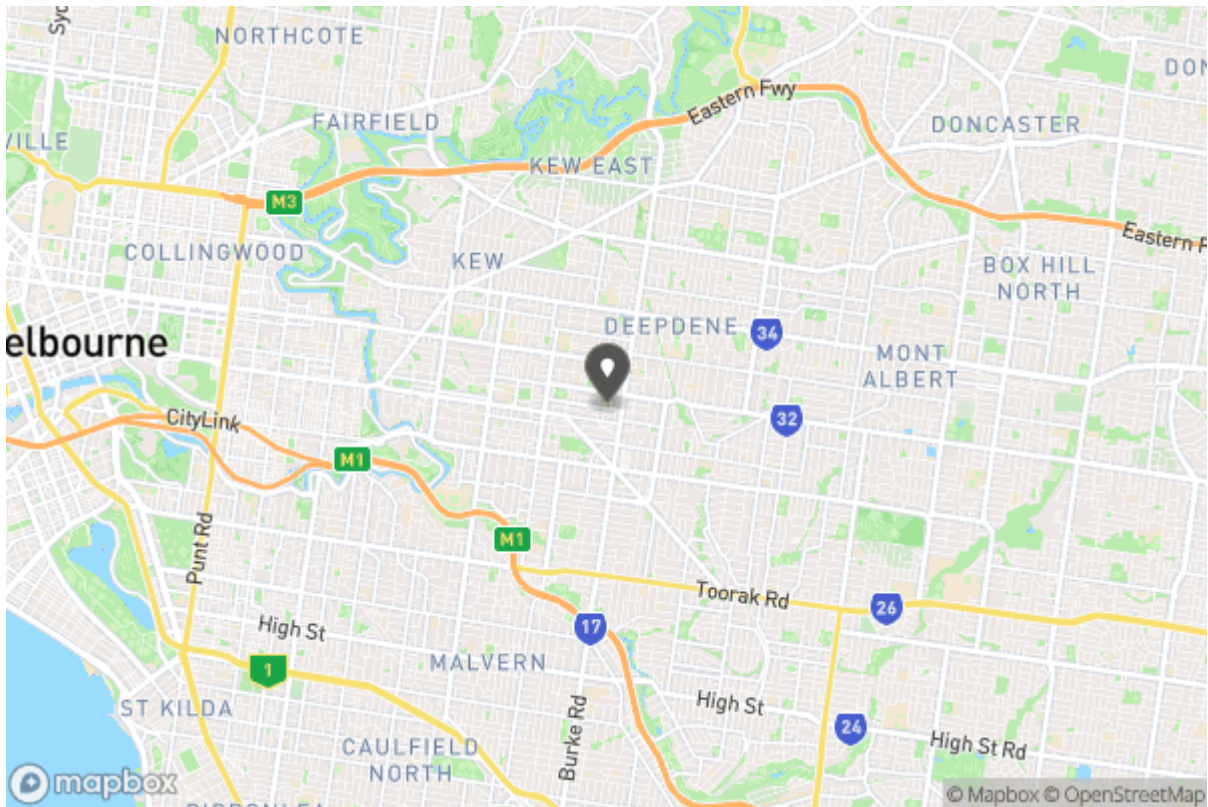 NORTHCOTE
FAIRFIELD
Eastern Fwy
DONCASTER
KEW EAST
M3
COLLINGWOOD
KEW
Eastern F
BOX HILL
NORTH
DEEPDENE
34
elbourne
MONT
ALBERT
CityLink
32
M1
M1
Punt Rd
Toorak Rd
26
High St
17
MALVERN
1
ST KILDA
Burke Rd
High St
24
High St Rd
CAULFIELD
NORTH
mapbox
© Mapbox © OpenStreetMap